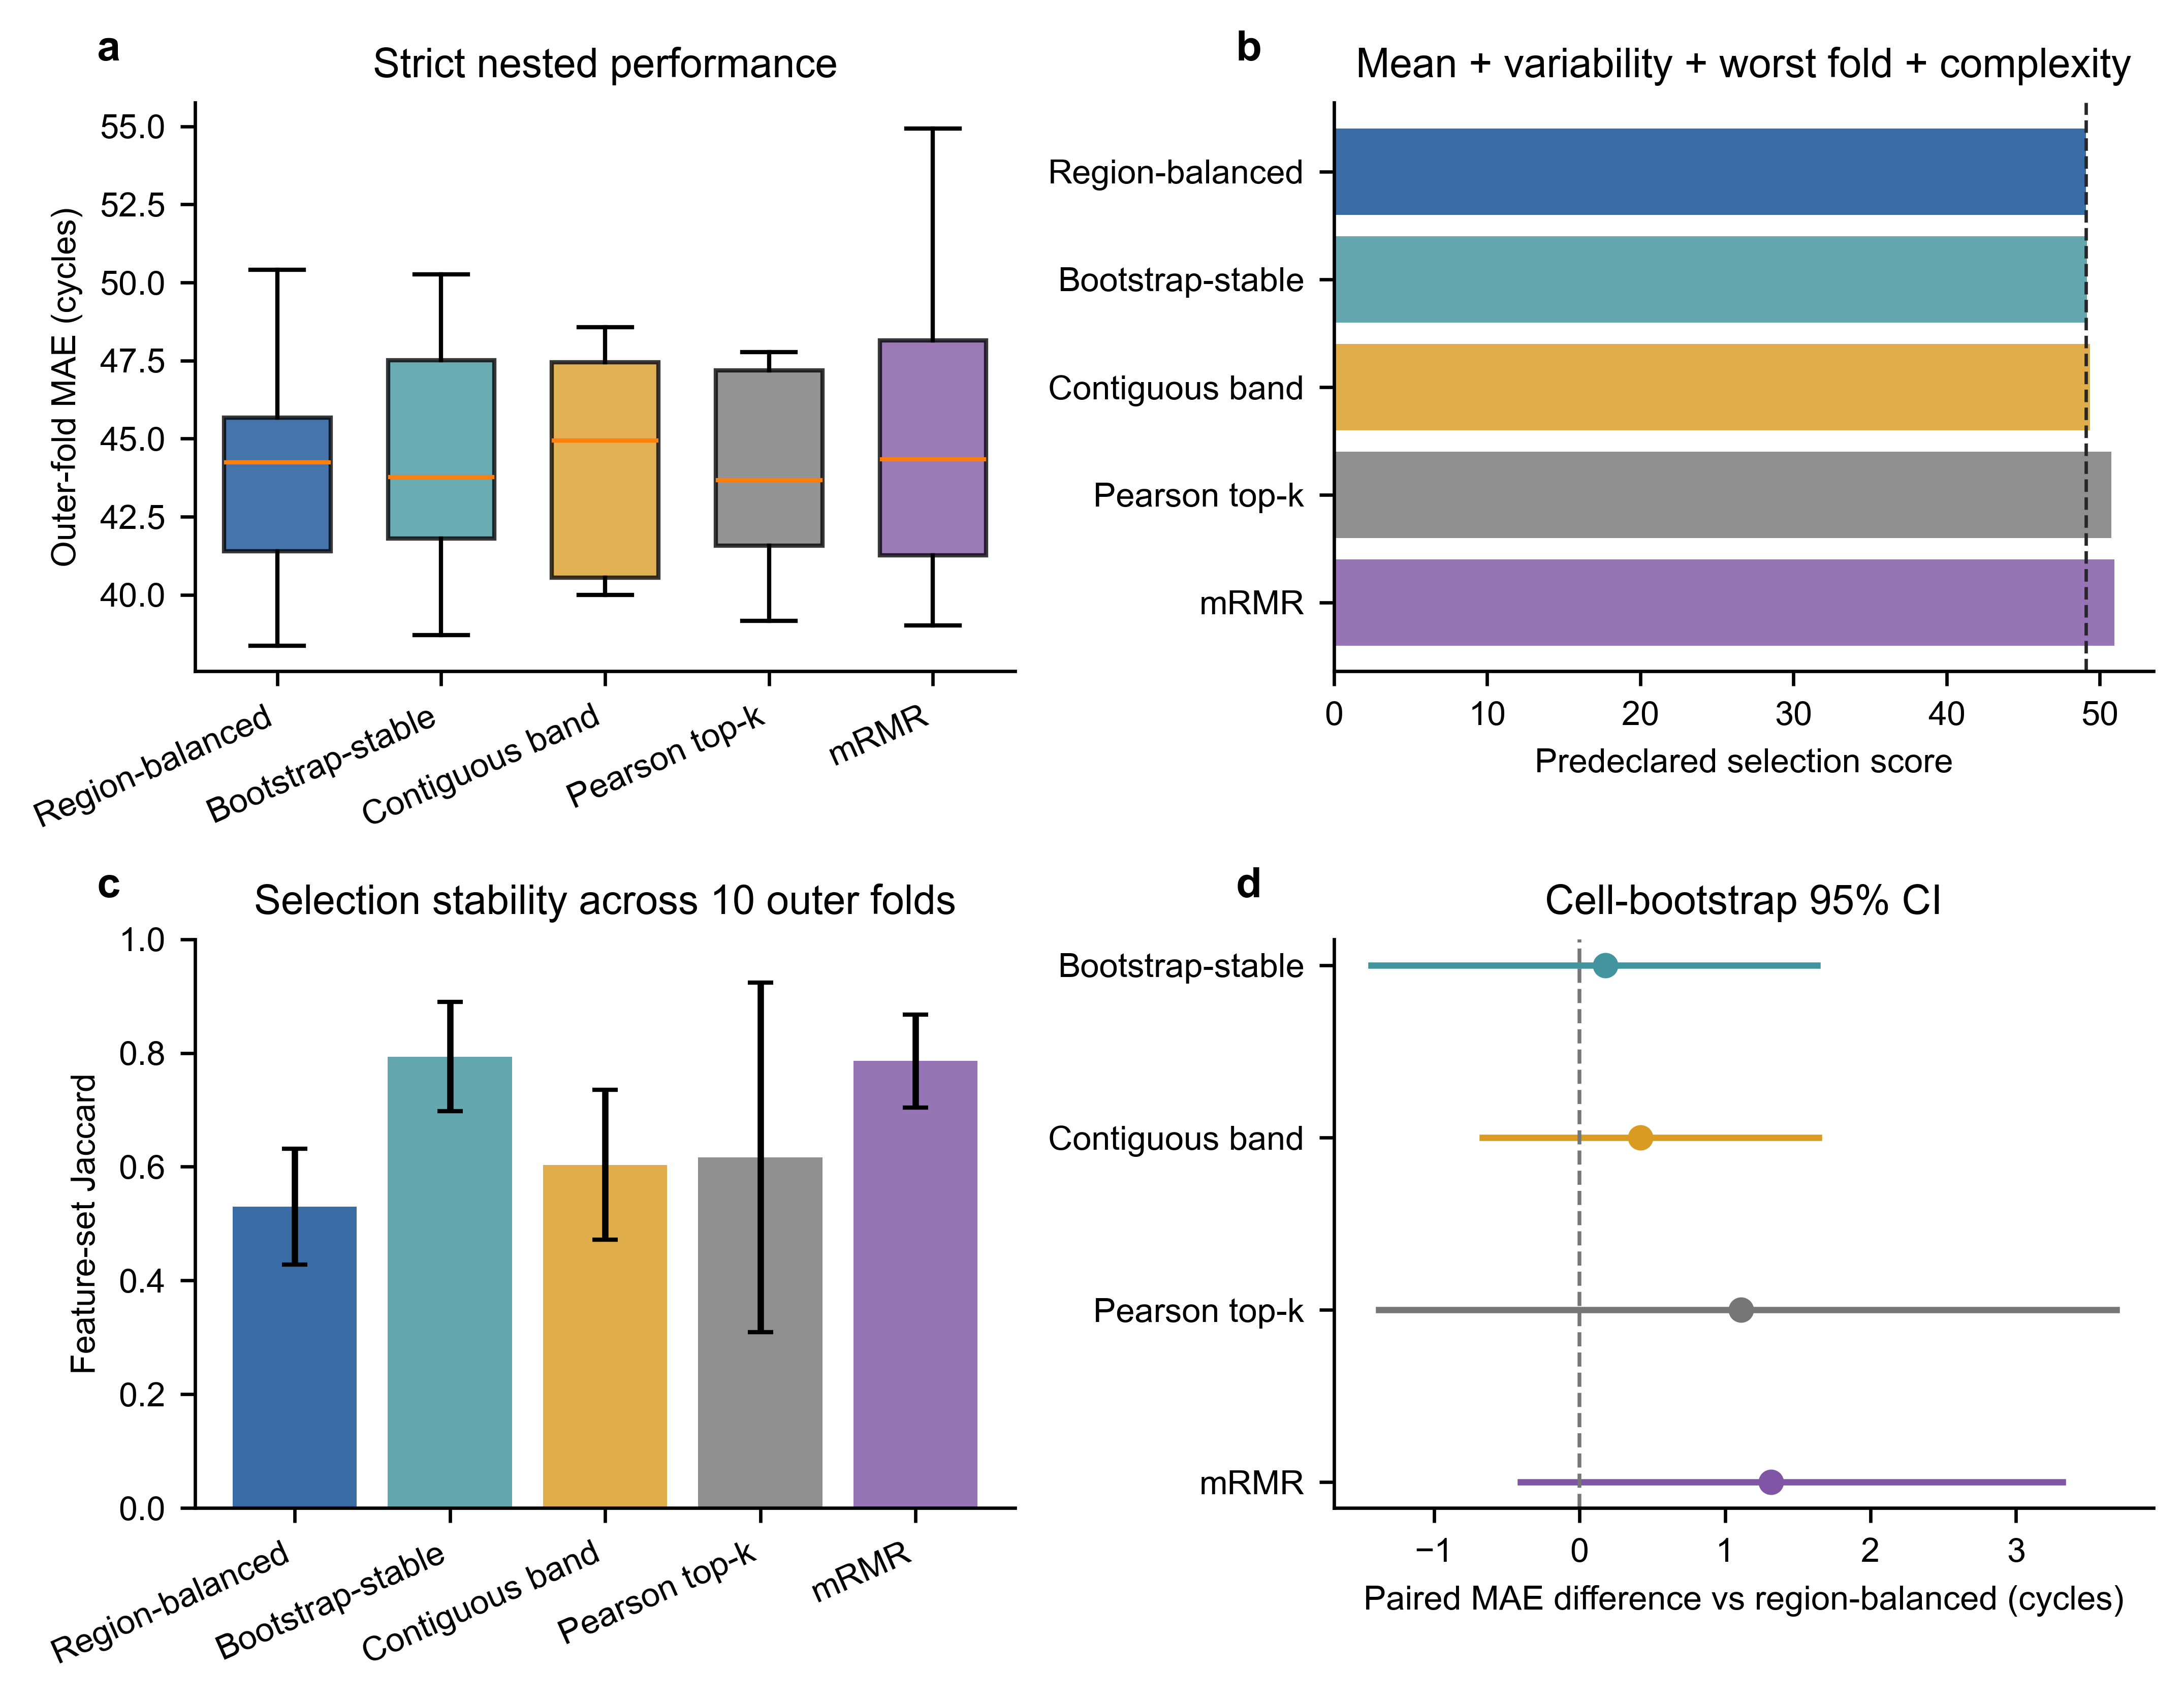 a
Strict nested performance
Outer-fold MAE (cycles)
55.0
52.5
50.0
47.5
45.0
42.5
40.0
Region-balanced
Bootstrap-stable
Contiguous band
Pearson top-k
mRMR
b
Mean + variability + worst fold + complexity
Region-balanced
Bootstrap-stable
Contiguous band
Pearson top-k
mRMR
0 10 20 30 40 50
Predeclared selection score
c
Selection stability across 10 outer folds
Feature-set Jaccard
1.0
0.8
0.6
0.4
0.2
0.0
Region-balanced
Bootstrap-stable
Contiguous band
Pearson top-k
mRMR
d
Cell-bootstrap 95% CI
Bootstrap-stable
Contiguous band
Pearson top-k
mRMR
−1 0 1 2 3
Paired MAE difference vs region-balanced (cycles)